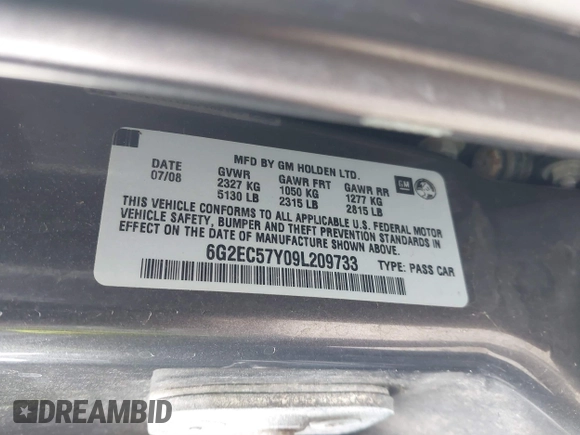 MFD BY GM HOLDEN LTD.
DATE GVWR GAWR FRT GAWR RR
07/08 2327 KG 1050 KG 1277 KG
5130 LB 2315 LB 2815 LB
GM
THIS VEHICLE CONFORMS TO ALL APPLICABLE U.S. FEDERAL MOTOR
VEHICLE SAFETY, BUMPER AND THEFT PREVENTION STANDARDS IN
EFFECT ON THE DATE OF MANUFACTURE SHOWN ABOVE.
6G2EC57Y09L209733 TYPE: PASS CAR
DREAMBID